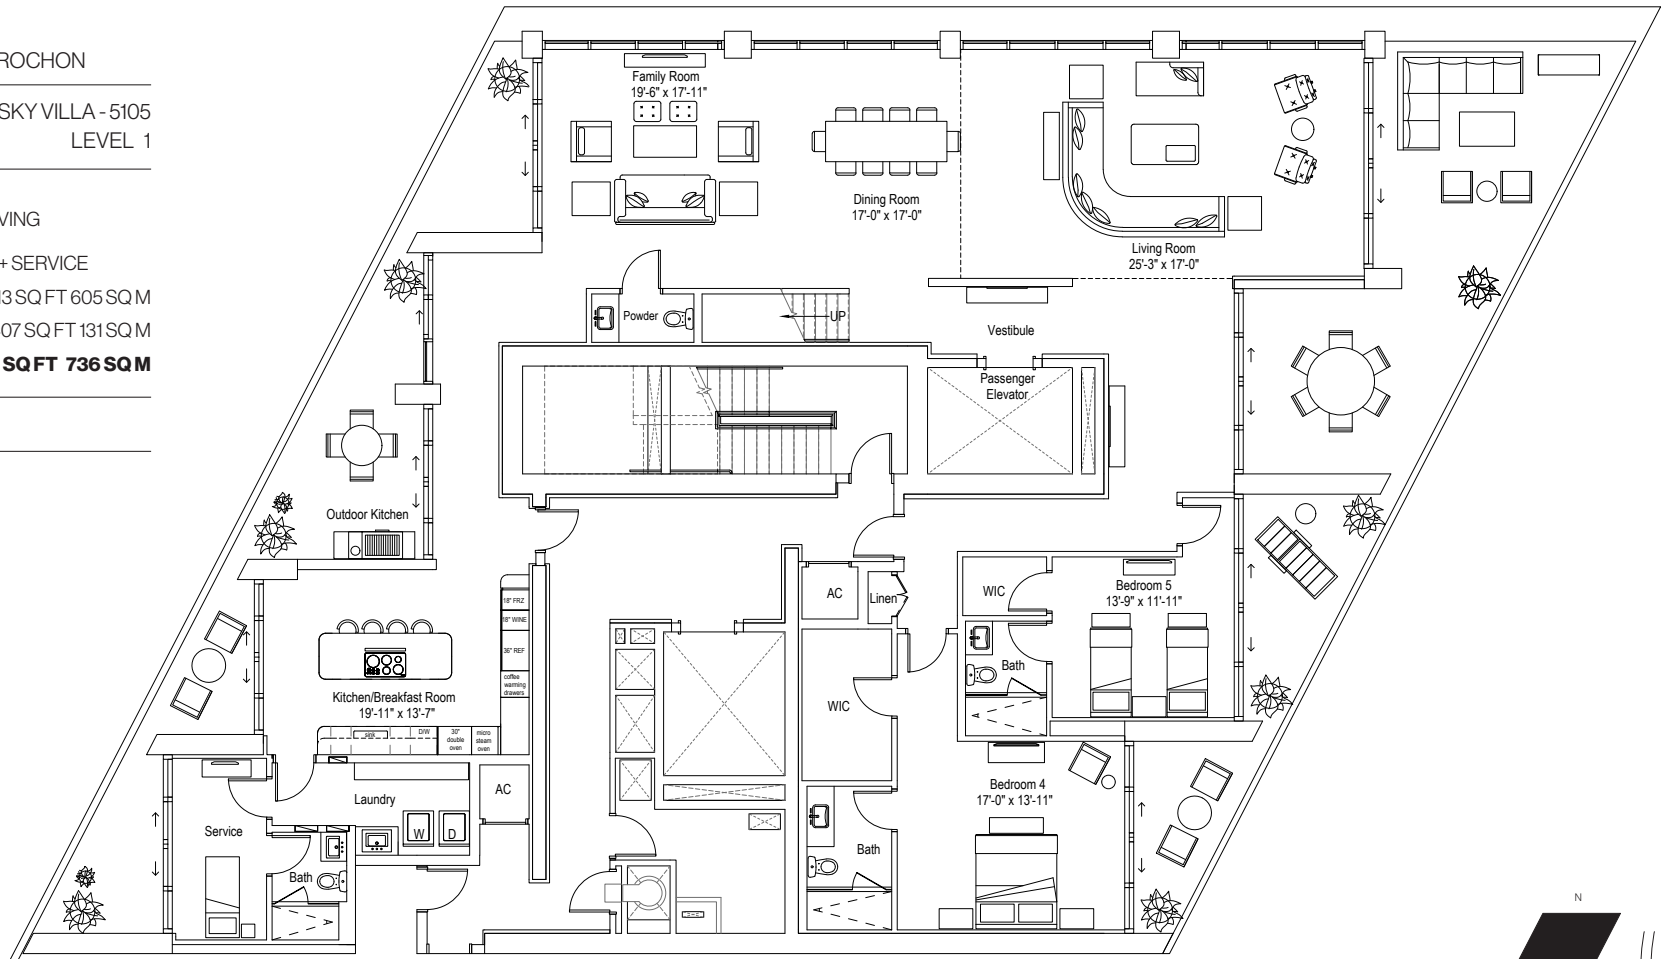 ROCHON
SKY VILLA - 5105
LEVEL 1
VING
+ SERVICE
13 SQ FT 605 SQ M
07 SQ FT 131 SQ M
SQ FT 736 SQ M
Family Room
19'-6" x 17'-11"
Dining Room
17'-0" x 17'-0"
Living Room
25'-3" x 17'-0"
Powder
UP
Vestibule
Passenger
Elevator
Outdoor Kitchen
18" FRZ
18" WINE
36" REF
coffee
warming
drawers
Kitchen/Breakfast Room
19'-11" x 13'-7"
sink
D/W
30"
double
oven
micro
steam
oven
AC
Linen
WIC
Bedroom 5
13'-9" x 11'-11"
Bath
WIC
AC
Laundry
W
D
Service
Bath
Bedroom 4
17'-0" x 13'-11"
Bath
N